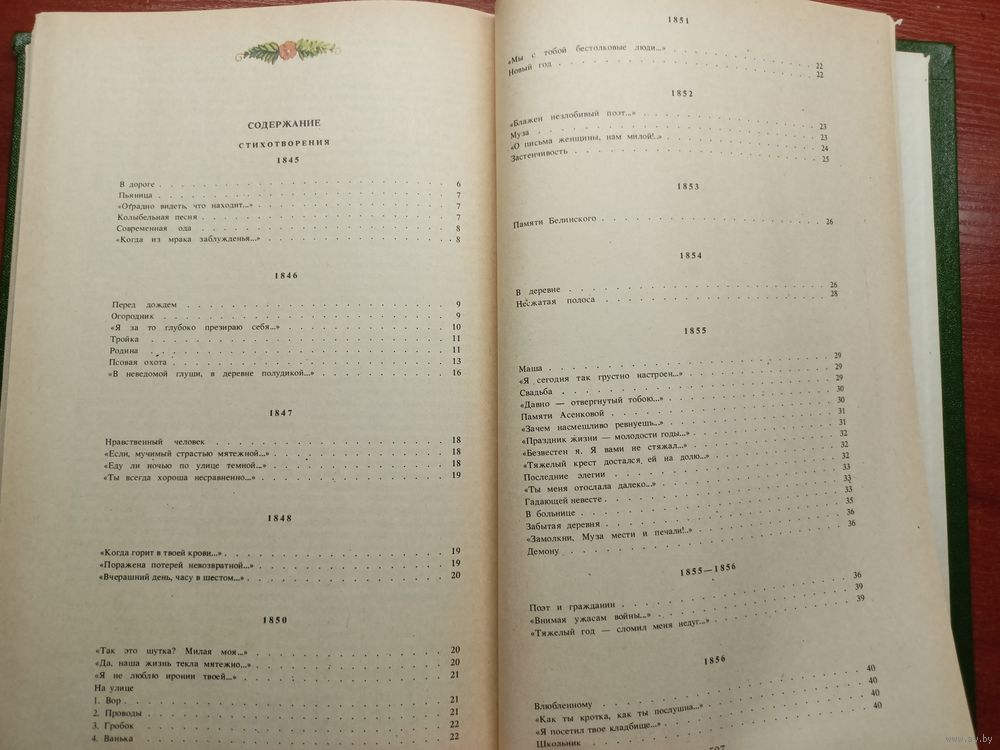 СОДЕРЖАНИЕ
СТИХОТВОРЕНИЯ
1845
В дороге . . . . . . . . . . . . . . . . . . . . 6
Пьяница . . . . . . . . . . . . . . . . . . . . 7
«Отрадно видеть, что находит...» . . . . . . . . . . . . . 7
Колыбельная песня . . . . . . . . . . . . . . . . . 7
Современная ода . . . . . . . . . . . . . . . . . . 8
«Когда из мрака заблужденья...» . . . . . . . . . . . . . 8
1846
Перед дождем . . . . . . . . . . . . . . . . . . . 9
Огородник . . . . . . . . . . . . . . . . . . . . 9
«Я за то глубоко презираю себя...» . . . . . . . . . . . . 10
Тройка . . . . . . . . . . . . . . . . . . . . . 11
Родина . . . . . . . . . . . . . . . . . . . . . 11
Псовая охота . . . . . . . . . . . . . . . . . . . 13
«В неведомой глуши, в деревне полудикой...» . . . . . . . . . 16
1847
Нравственный человек . . . . . . . . . . . . . . . . 18
«Если, мучимый страстью мятежной...» . . . . . . . . . . . 18
«Еду ли ночью по улице темной...» . . . . . . . . . . . . 18
«Ты всегда хороша несравненно...» . . . . . . . . . . . . 19
1848
«Когда горит в твоей крови...» . . . . . . . . . . . . . . 19
«Поражена потерей невозвратной...» . . . . . . . . . . . . 19
«Вчерашний день, часу в шестом...» . . . . . . . . . . . . 20
1850
«Так это шутка? Милая моя...» . . . . . . . . . . . . . . 20
«Да, наша жизнь текла мятежно...» . . . . . . . . . . . . 20
«Я не люблю иронии твоей...» . . . . . . . . . . . . . . 21
На улице
1. Вор . . . . . . . . . . . . . . . . . . . . . 21
2. Проводы . . . . . . . . . . . . . . . . . . . 21
3. Гробок . . . . . . . . . . . . . . . . . . . . 22
4. Ванька . . . . . . . . . . . . . . . . . . . . 22
1851
«Мы с тобой бестолковые люди...» . . . . . . . . . . . . . 22
Новый год . . . . . . . . . . . . . . . . . . . . 22
1852
«Блажен незлобивый поэт...» . . . . . . . . . . . . . . 23
Муза . . . . . . . . . . . . . . . . . . . . . . 23
«О письма женщины, нам милой!..» . . . . . . . . . . . . 24
Застенчивость . . . . . . . . . . . . . . . . . . . 25
1853
Памяти Белинского . . . . . . . . . . . . . . . . . 26
1854
В деревне . . . . . . . . . . . . . . . . . . . . 26
Несжатая полоса . . . . . . . . . . . . . . . . . . 28
1855
Маша . . . . . . . . . . . . . . . . . . . . . . 29
«Я сегодня так грустно настроен...» . . . . . . . . . . . . 29
Свадьба . . . . . . . . . . . . . . . . . . . . . 29
«Давно — отвергнутый тобою...» . . . . . . . . . . . . . 30
Памяти Асенковой . . . . . . . . . . . . . . . . . . 30
«Зачем насмешливо ревнуешь...» . . . . . . . . . . . . . 31
«Праздник жизни — молодости годы...» . . . . . . . . . . . 32
«Безвестен я. Я вами не стяжал...» . . . . . . . . . . . . 32
«Тяжелый крест достался ей на долю...» . . . . . . . . . . . 32
Последние элегии . . . . . . . . . . . . . . . . . . 33
«Ты меня отослала далеко...» . . . . . . . . . . . . . . 33
Гадающей невесте . . . . . . . . . . . . . . . . . . 33
В больнице . . . . . . . . . . . . . . . . . . . . 35
Забытая деревня . . . . . . . . . . . . . . . . . . 36
«Замолкни, Муза мести и печали!..» . . . . . . . . . . . . 36
Демону . . . . . . . . . . . . . . . . . . . . .
1855—1856
Поэт и гражданин . . . . . . . . . . . . . . . . . . 36
«Внимая ужасам войны...» . . . . . . . . . . . . . . . 39
«Тяжелый год — сломил меня недуг...» . . . . . . . . . . . 39
1856
Влюбленному . . . . . . . . . . . . . . . . . . . 40
«Как ты кротка, как ты послушна...» . . . . . . . . . . . . 40
«Я посетил твое кладбище...» . . . . . . . . . . . . . . 40
Школьник . . . . . . . . . . . . . . . . . . . .
www.av.by